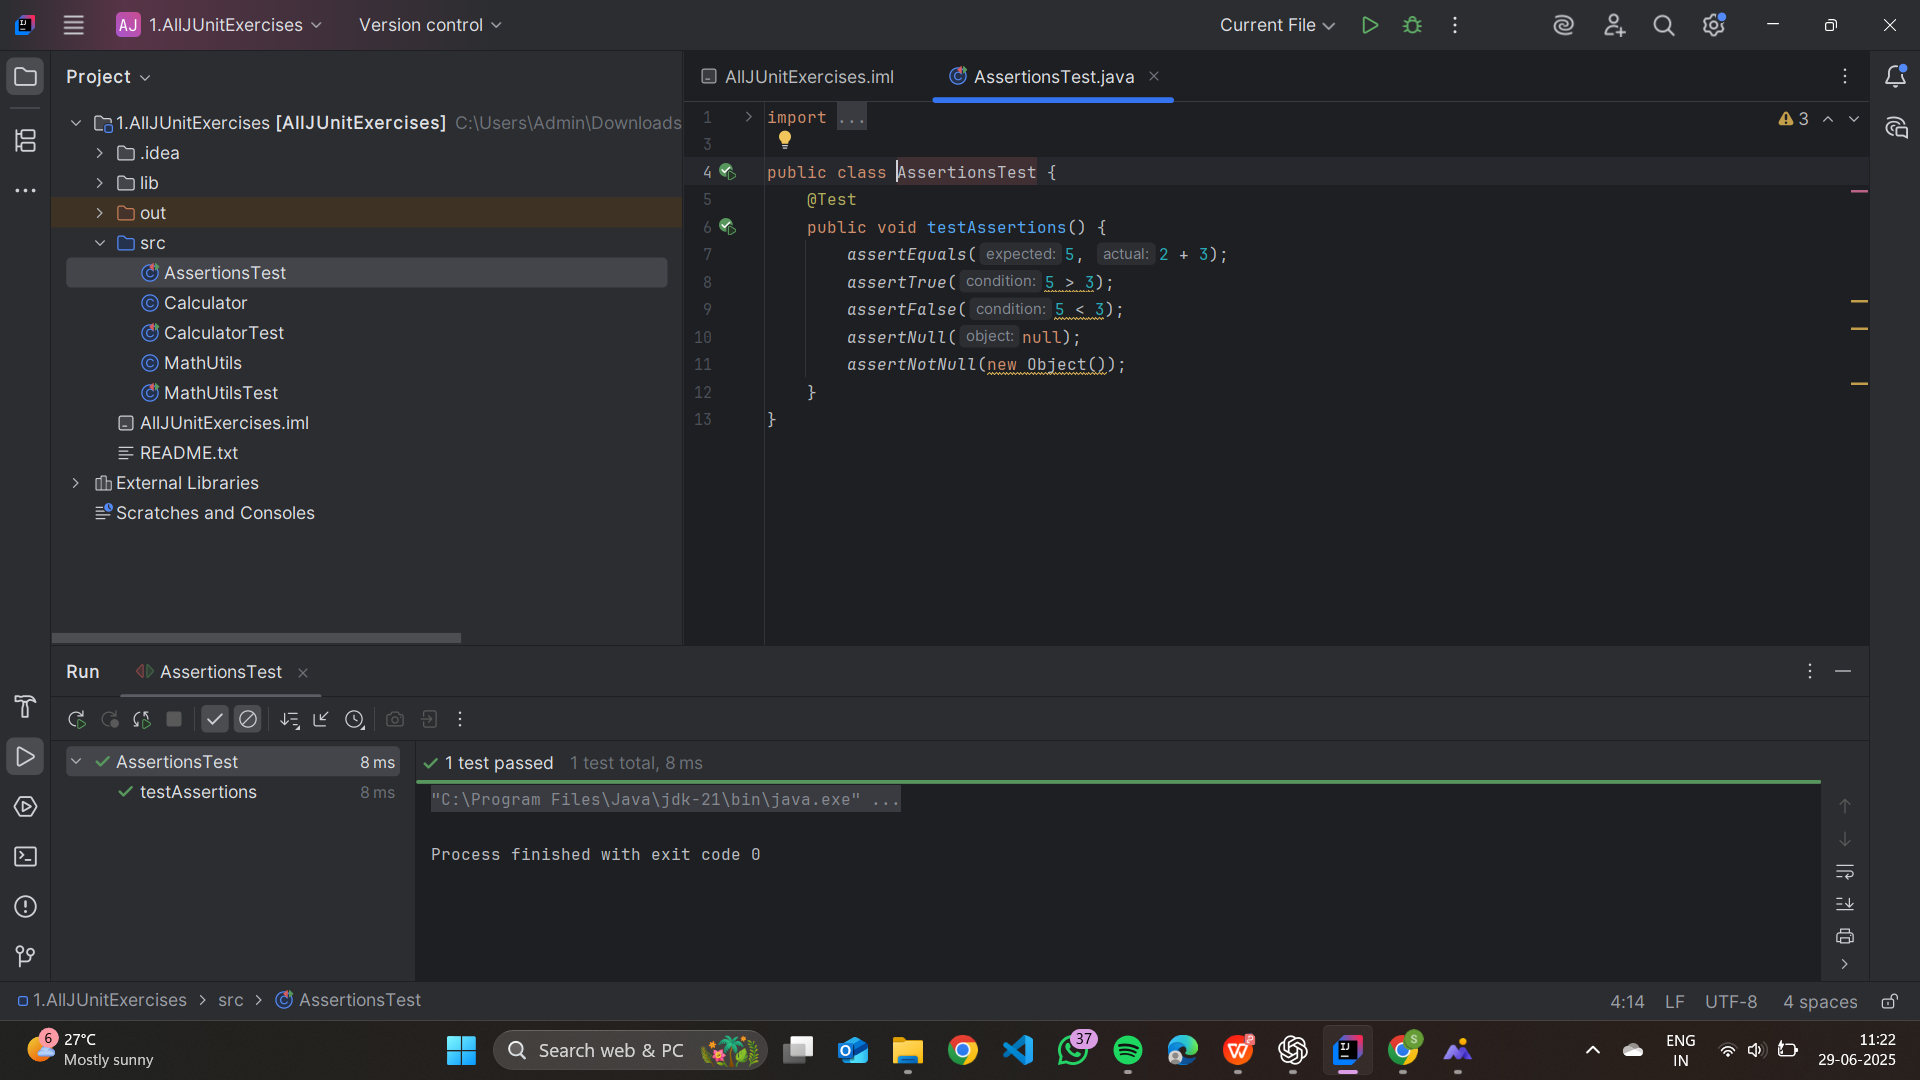 AJ 1.AllJUnitExercises Version control Current File
Project
1.AllJUnitExercises [AllJUnitExercises] C:\Users\Admin\Downloads
.idea
lib
out
src
AssertionsTest
Calculator
CalculatorTest
MathUtils
MathUtilsTest
AllJUnitExercises.iml
README.txt
External Libraries
Scratches and Consoles
AllJUnitExercises.iml AssertionsTest.java
3
1 import ...
3
4 public class AssertionsTest {
5 @Test
6 public void testAssertions() {
7 assertEquals( expected: 5, actual: 2 + 3);
8 assertTrue( condition: 5 > 3);
9 assertFalse( condition: 5 < 3);
10 assertNull( object: null);
11 assertNotNull(new Object());
12 }
13 }
Run AssertionsTest
AssertionsTest 8 ms
testAssertions 8 ms
1 test passed 1 test total, 8 ms
"C:\Program Files\Java\jdk-21\bin\java.exe" ...
Process finished with exit code 0
1.AllJUnitExercises > src > AssertionsTest 4:14 LF UTF-8 4 spaces
6 27°C
Mostly sunny
Search web & PC
37
ENG
IN
11:22
29-06-2025